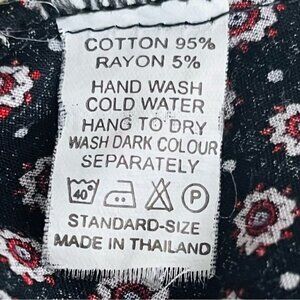 COTTON 95%
RAYON 5%
HAND WASH
COLD WATER
HANG TO DRY
WASH DARK COLOUR
SEPARATELY
40° P
STANDARD-SIZE
MADE IN THAILAND